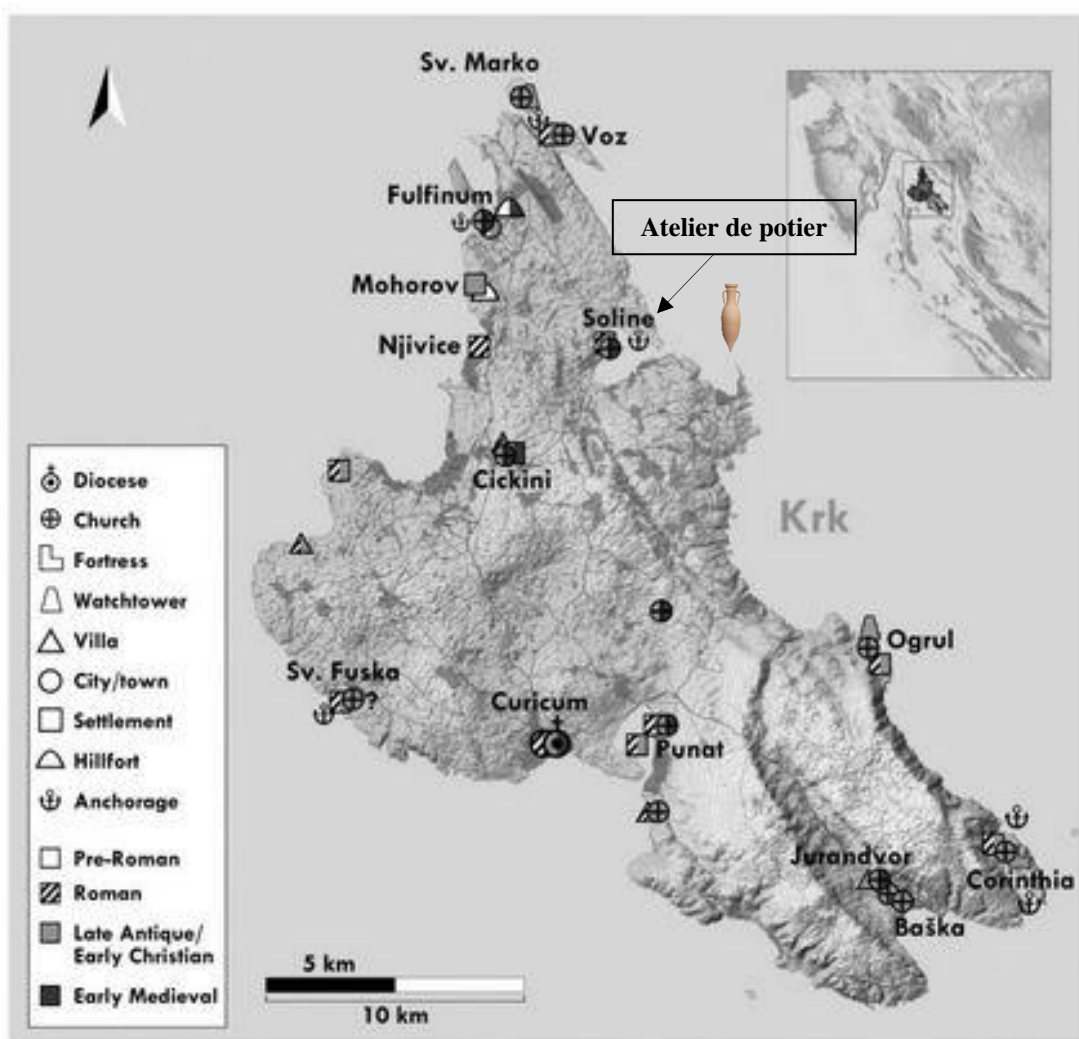 Sv. Marko
Voz
Fulfinum
Atelier de potier
Mohorov
Soline
Njivice
Cickini
Krk
Ogrul
Sv. Fuska
?
Curicum
Punat
Jurandvor
Corinthia
Baška
Diocese
Church
Fortress
Watchtower
Villa
City/town
Settlement
Hillfort
Anchorage
Pre-Roman
Roman
Late Antique/
Early Christian
Early Medieval
5 km
10 km